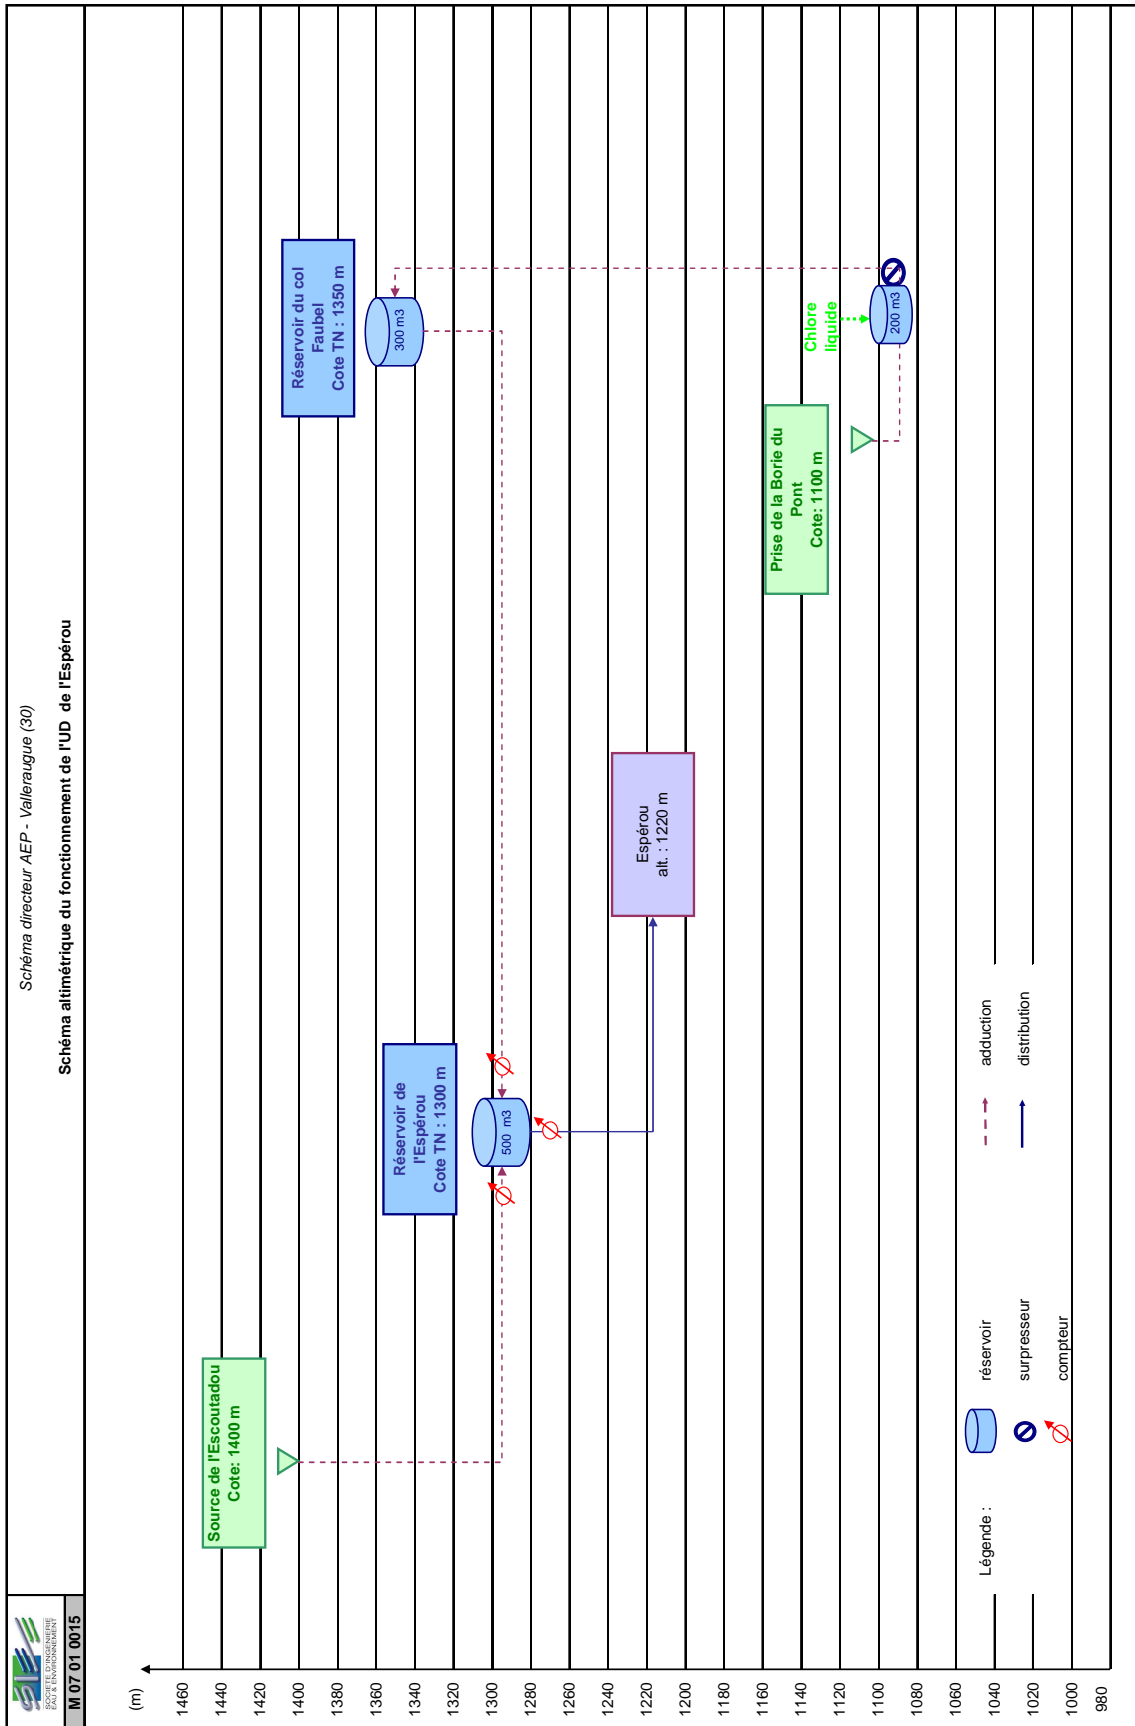 SOCIETE D'INGENIERIE
EAU & ENVIRONNEMENT
M 07 01 0015
Schéma directeur AEP - Valleraugue (30)
Schéma altimétrique du fonctionnement de l'UD de l'Espérou
(m)
1460
1440
1420
1400
1380
1360
1340
1320
1300
1280
1260
1240
1220
1200
1180
1160
1140
1120
1100
1080
1060
1040
1020
1000
980
Source de l'Escoutadou
Cote: 1400 m
Réservoir de
l'Espérou
Cote TN : 1300 m
500 m3
Espérou
alt. : 1220 m
Réservoir du col
Faubel
Cote TN : 1350 m
300 m3
Prise de la Borie du
Pont
Cote: 1100 m
Chlore
liquide
200 m3
Légende :
réservoir
surpresseur
compteur
adduction
distribution